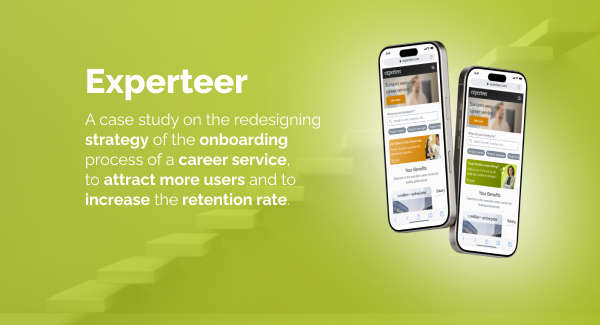 Experteer
A case study on the redesigning
strategy of the onboarding
process of a career service,
to attract more users and to
increase the retention rate.
experteer
Your Benefits
experteer
Your Benefits